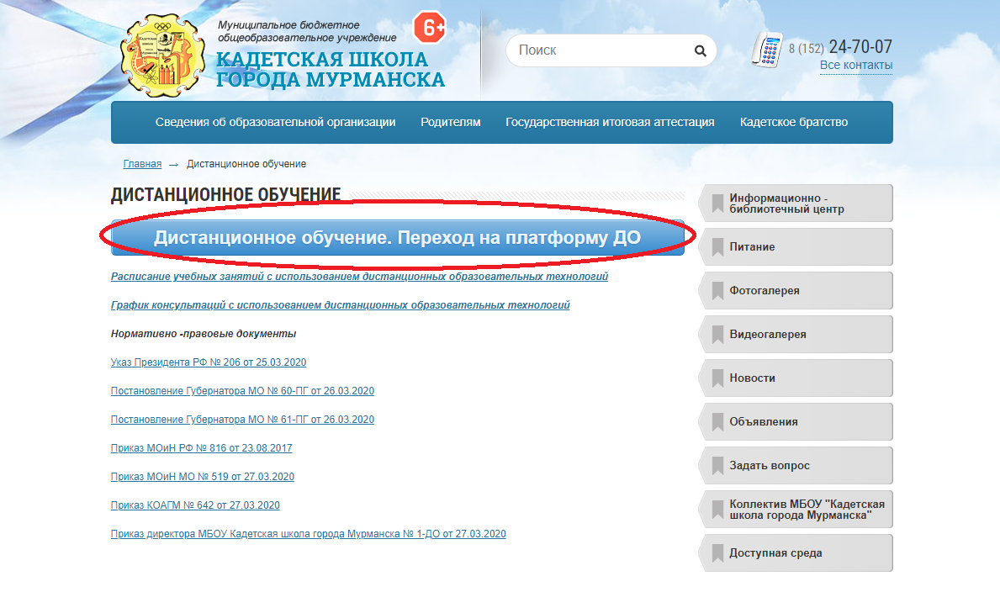 Муниципальное бюджетное
общеобразовательное учреждение
КАДЕТСКАЯ ШКОЛА
ГОРОДА МУРМАНСКА
6+
Поиск
8 (152) 24-70-07
Все контакты
Сведения об образовательной организации Родителям Государственная итоговая аттестация Кадетское братство
Главная → Дистанционное обучение
ДИСТАНЦИОННОЕ ОБУЧЕНИЕ
Дистанционное обучение. Переход на платформу ДО
Расписание учебных занятий с использованием дистанционных образовательных технологий
График консультаций с использованием дистанционных образовательных технологий
Нормативно -правовые документы
Указ Президента РФ № 206 от 25.03.2020
Постановление Губернатора МО № 60-ПГ от 26.03.2020
Постановление Губернатора МО № 61-ПГ от 26.03.2020
Приказ МОиН РФ № 816 от 23.08.2017
Приказ МОиН МО № 519 от 27.03.2020
Приказ КОАГМ № 642 от 27.03.2020
Приказ директора МБОУ Кадетская школа города Мурманска № 1-ДО от 27.03.2020
Информационно -
библиотечный центр
Питание
Фотогалерея
Видеогалерея
Новости
Объявления
Задать вопрос
Коллектив МБОУ "Кадетская
школа города Мурманска"
Доступная среда